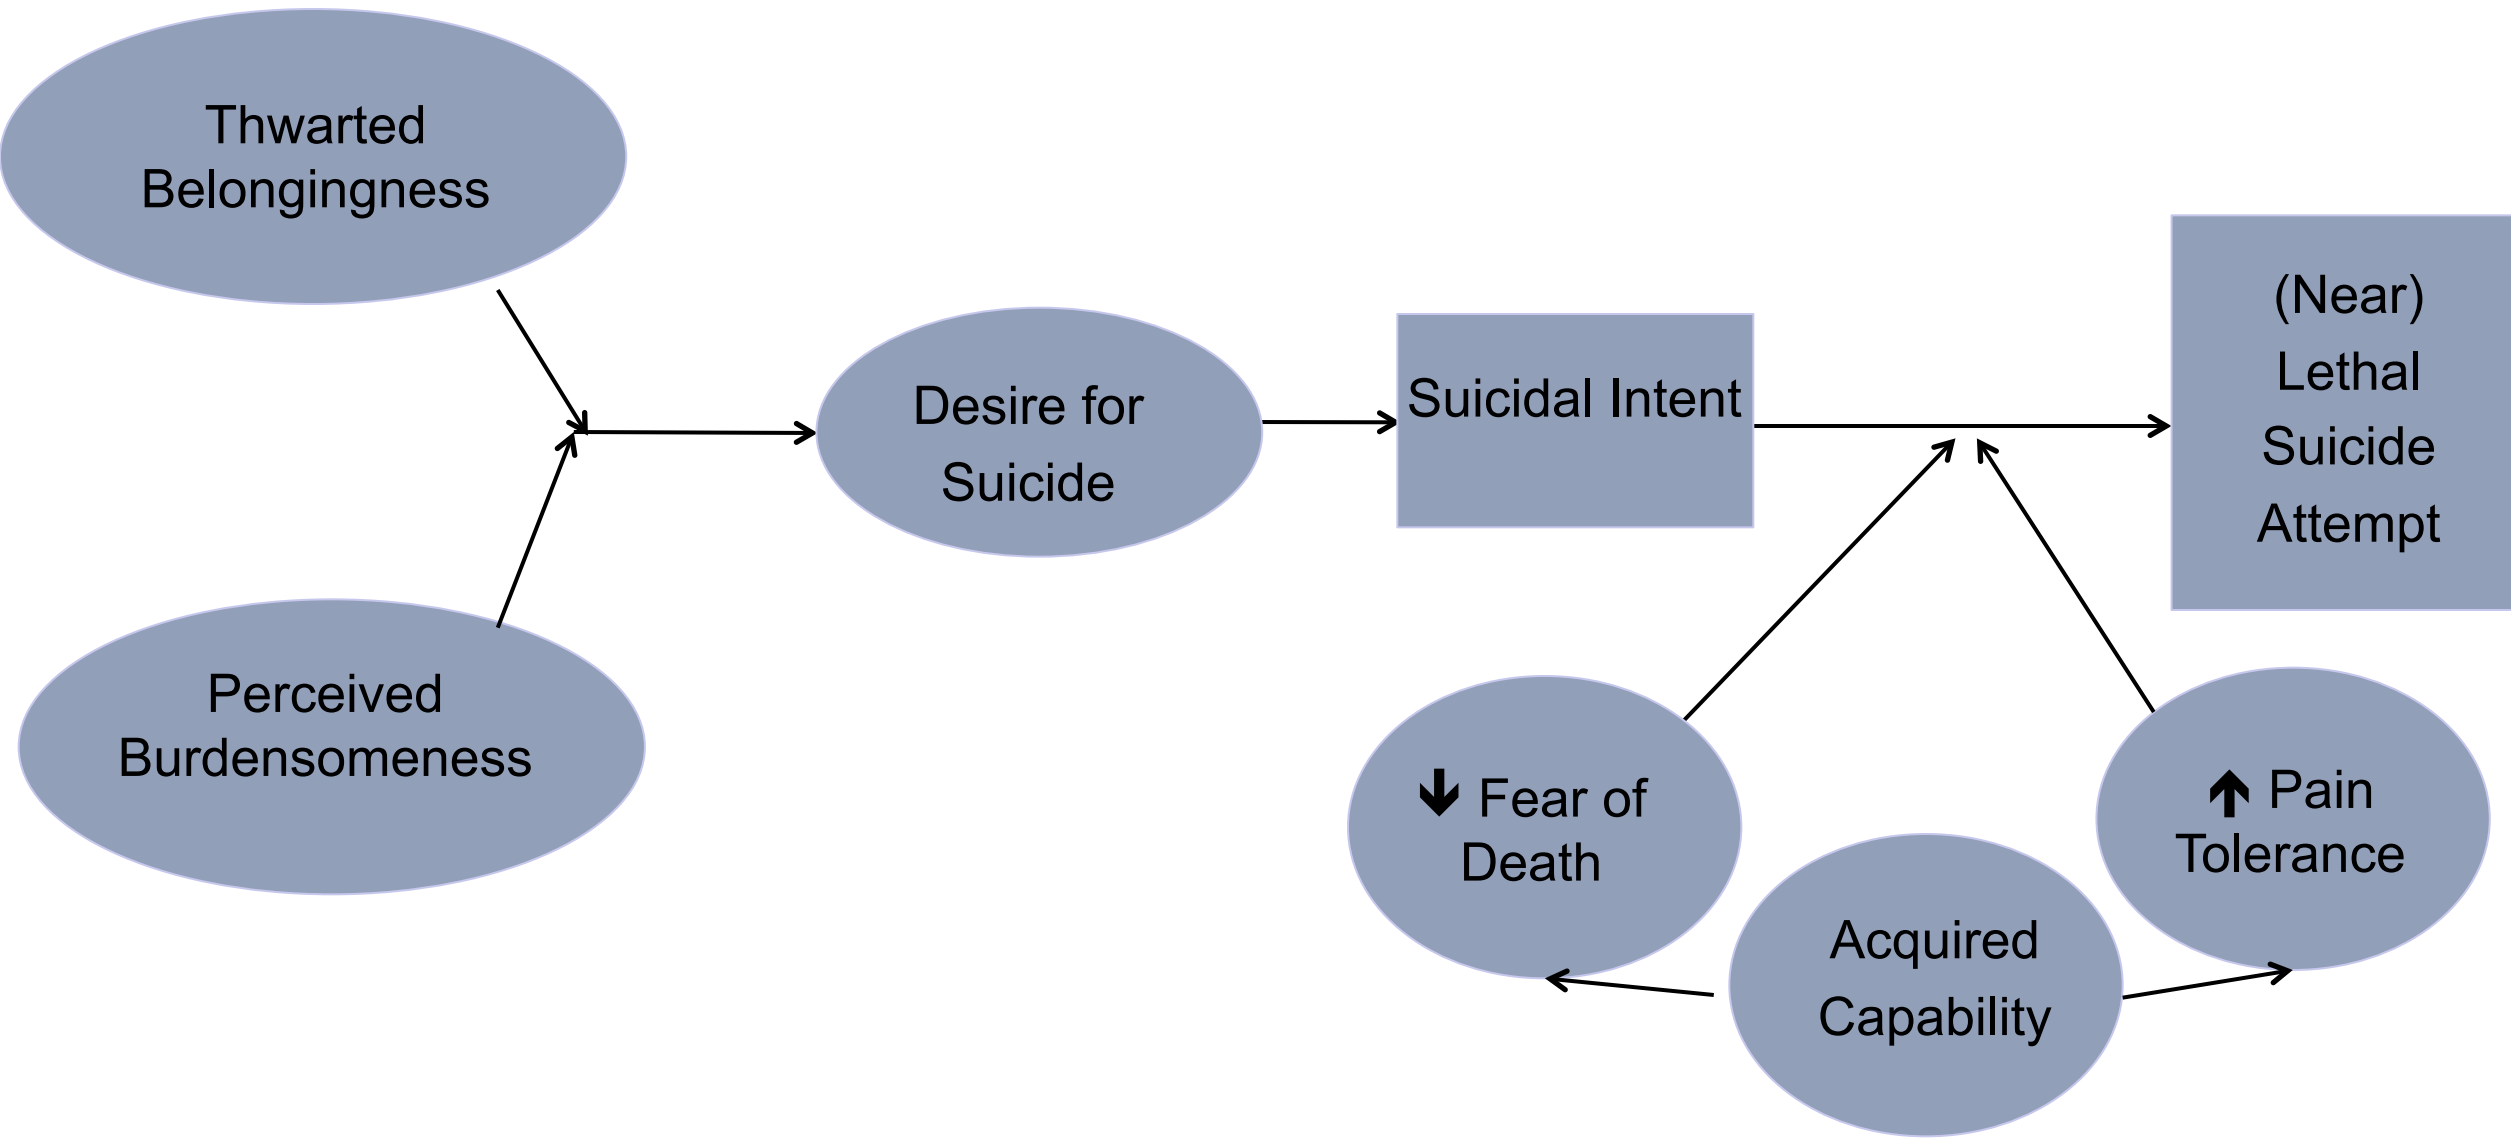 Thwarted
Belongingness
Desire for
Suicide
Suicidal Intent
(Near)
Lethal
Suicide
Attempt
Perceived
Burdensomeness
🡻 Fear of
Death
🡹 Pain
Tolerance
Acquired
Capability